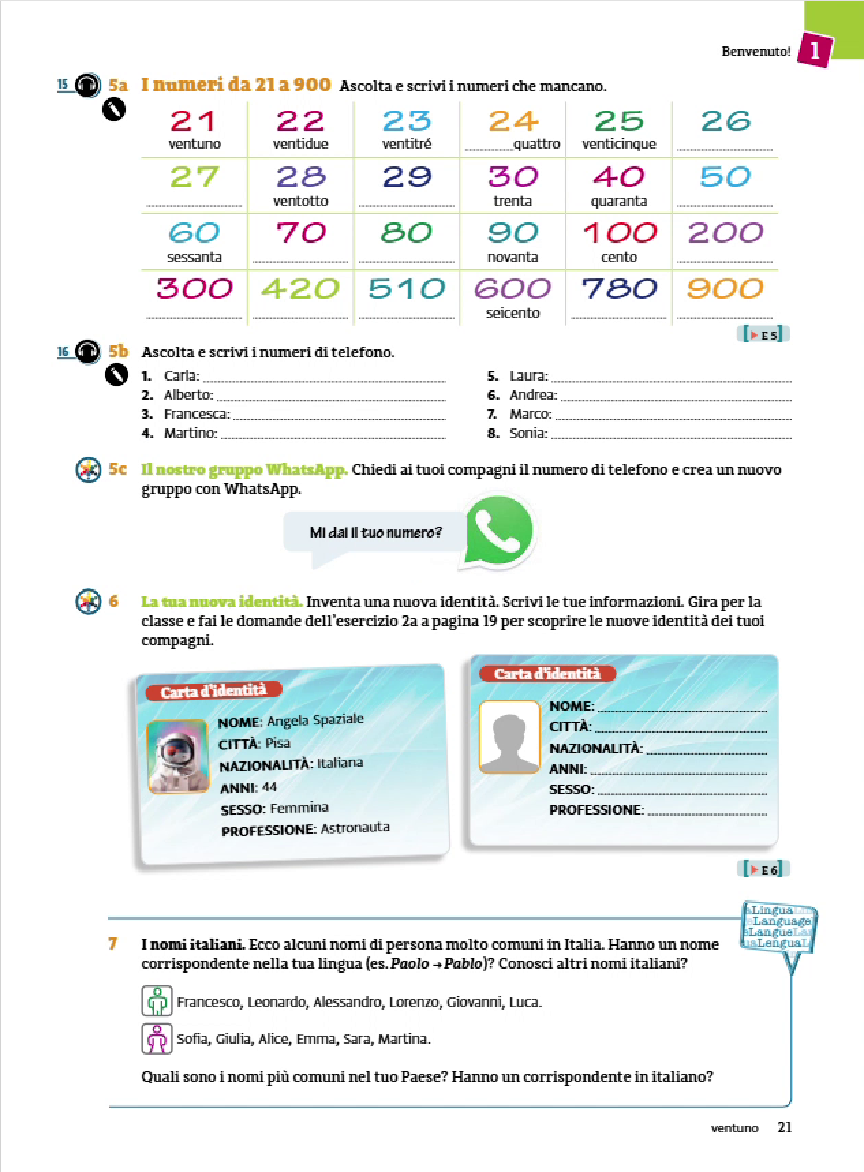 Benvenuto! 1
15 5a I numeri da 21 a 900 Ascolta e scrivi i numeri che mancano.
21 22 23 24 25 26
ventuno ventidue ventitré quattro venticinque
27 28 29 30 40 50
ventotto trenta quaranta
60 70 80 90 100 200
sessanta novanta cento
300 420 510 600 780 900
seicento
[▶ E 5]
16 5b Ascolta e scrivi i numeri di telefono.
1. Carla:
2. Alberto:
3. Francesca:
4. Martino:
5. Laura:
6. Andrea:
7. Marco:
8. Sonia:
5c Il nostro gruppo WhatsApp. Chiedi ai tuoi compagni il numero di telefono e crea un nuovo
gruppo con WhatsApp.
Mi dai il tuo numero?
6 La tua nuova identità. Inventa una nuova identità. Scrivi le tue informazioni. Gira per la
classe e fai le domande dell'esercizio 2a a pagina 19 per scoprire le nuove identità dei tuoi
compagni.
Carta d'identità
NOME: Angela Spaziale
CITTÀ: Pisa
NAZIONALITÀ: Italiana
ANNI: 44
SESSO: Femmina
PROFESSIONE: Astronauta
Carta d'identità
NOME:
CITTÀ:
NAZIONALITÀ:
ANNI:
SESSO:
PROFESSIONE:
[▶ E 6]
Lingua
Language
Langue
Lengua
7 I nomi italiani. Ecco alcuni nomi di persona molto comuni in Italia. Hanno un nome
corrispondente nella tua lingua (es. Paolo → Pablo)? Conosci altri nomi italiani?
Francesco, Leonardo, Alessandro, Lorenzo, Giovanni, Luca.
Sofia, Giulia, Alice, Emma, Sara, Martina.
Quali sono i nomi più comuni nel tuo Paese? Hanno un corrispondente in italiano?
ventuno 21